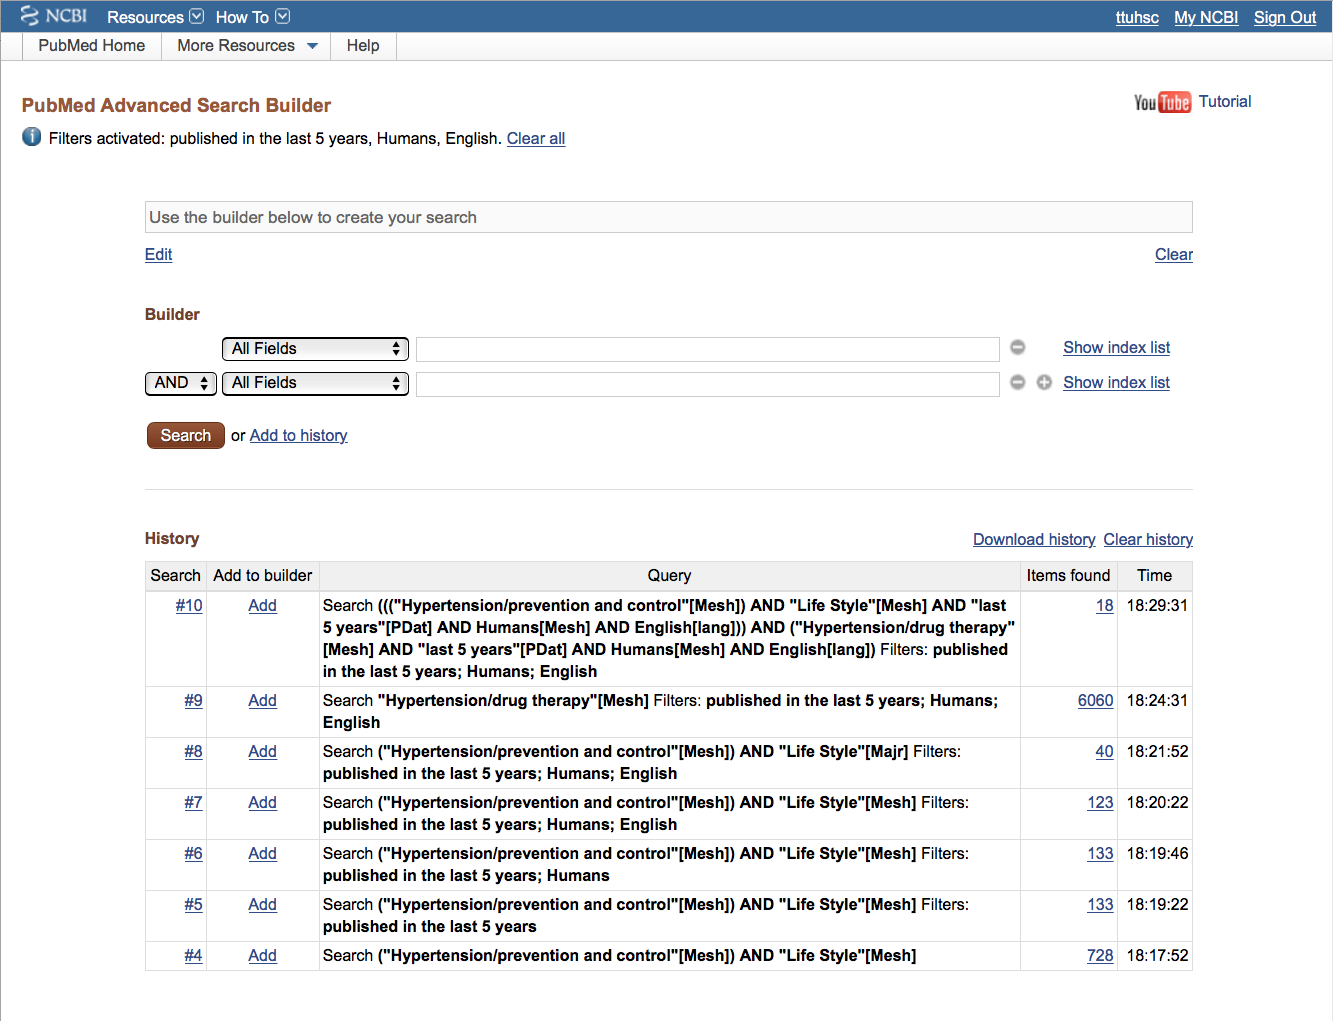 NCBI Resources How To ttuhsc My NCBI Sign Out
PubMed Home More Resources Help
PubMed Advanced Search Builder
YouTube Tutorial
Filters activated: published in the last 5 years, Humans, English. Clear all
Use the builder below to create your search
Edit Clear
Builder
All Fields Show index list
AND All Fields Show index list
Search or Add to history
History Download history Clear history
Search Add to builder Query Items found Time
#10 Add Search ((("Hypertension/prevention and control"[Mesh]) AND "Life Style"[Mesh] AND "last 18 18:29:31
5 years"[PDat] AND Humans[Mesh] AND English[lang])) AND ("Hypertension/drug therapy"
[Mesh] AND "last 5 years"[PDat] AND Humans[Mesh] AND English[lang]) Filters: published
in the last 5 years; Humans; English
#9 Add Search "Hypertension/drug therapy"[Mesh] Filters: published in the last 5 years; Humans; 6060 18:24:31
English
#8 Add Search ("Hypertension/prevention and control"[Mesh]) AND "Life Style"[Majr] Filters: 40 18:21:52
published in the last 5 years; Humans; English
#7 Add Search ("Hypertension/prevention and control"[Mesh]) AND "Life Style"[Mesh] Filters: 123 18:20:22
published in the last 5 years; Humans; English
#6 Add Search ("Hypertension/prevention and control"[Mesh]) AND "Life Style"[Mesh] Filters: 133 18:19:46
published in the last 5 years; Humans
#5 Add Search ("Hypertension/prevention and control"[Mesh]) AND "Life Style"[Mesh] Filters: 133 18:19:22
published in the last 5 years
#4 Add Search ("Hypertension/prevention and control"[Mesh]) AND "Life Style"[Mesh] 728 18:17:52